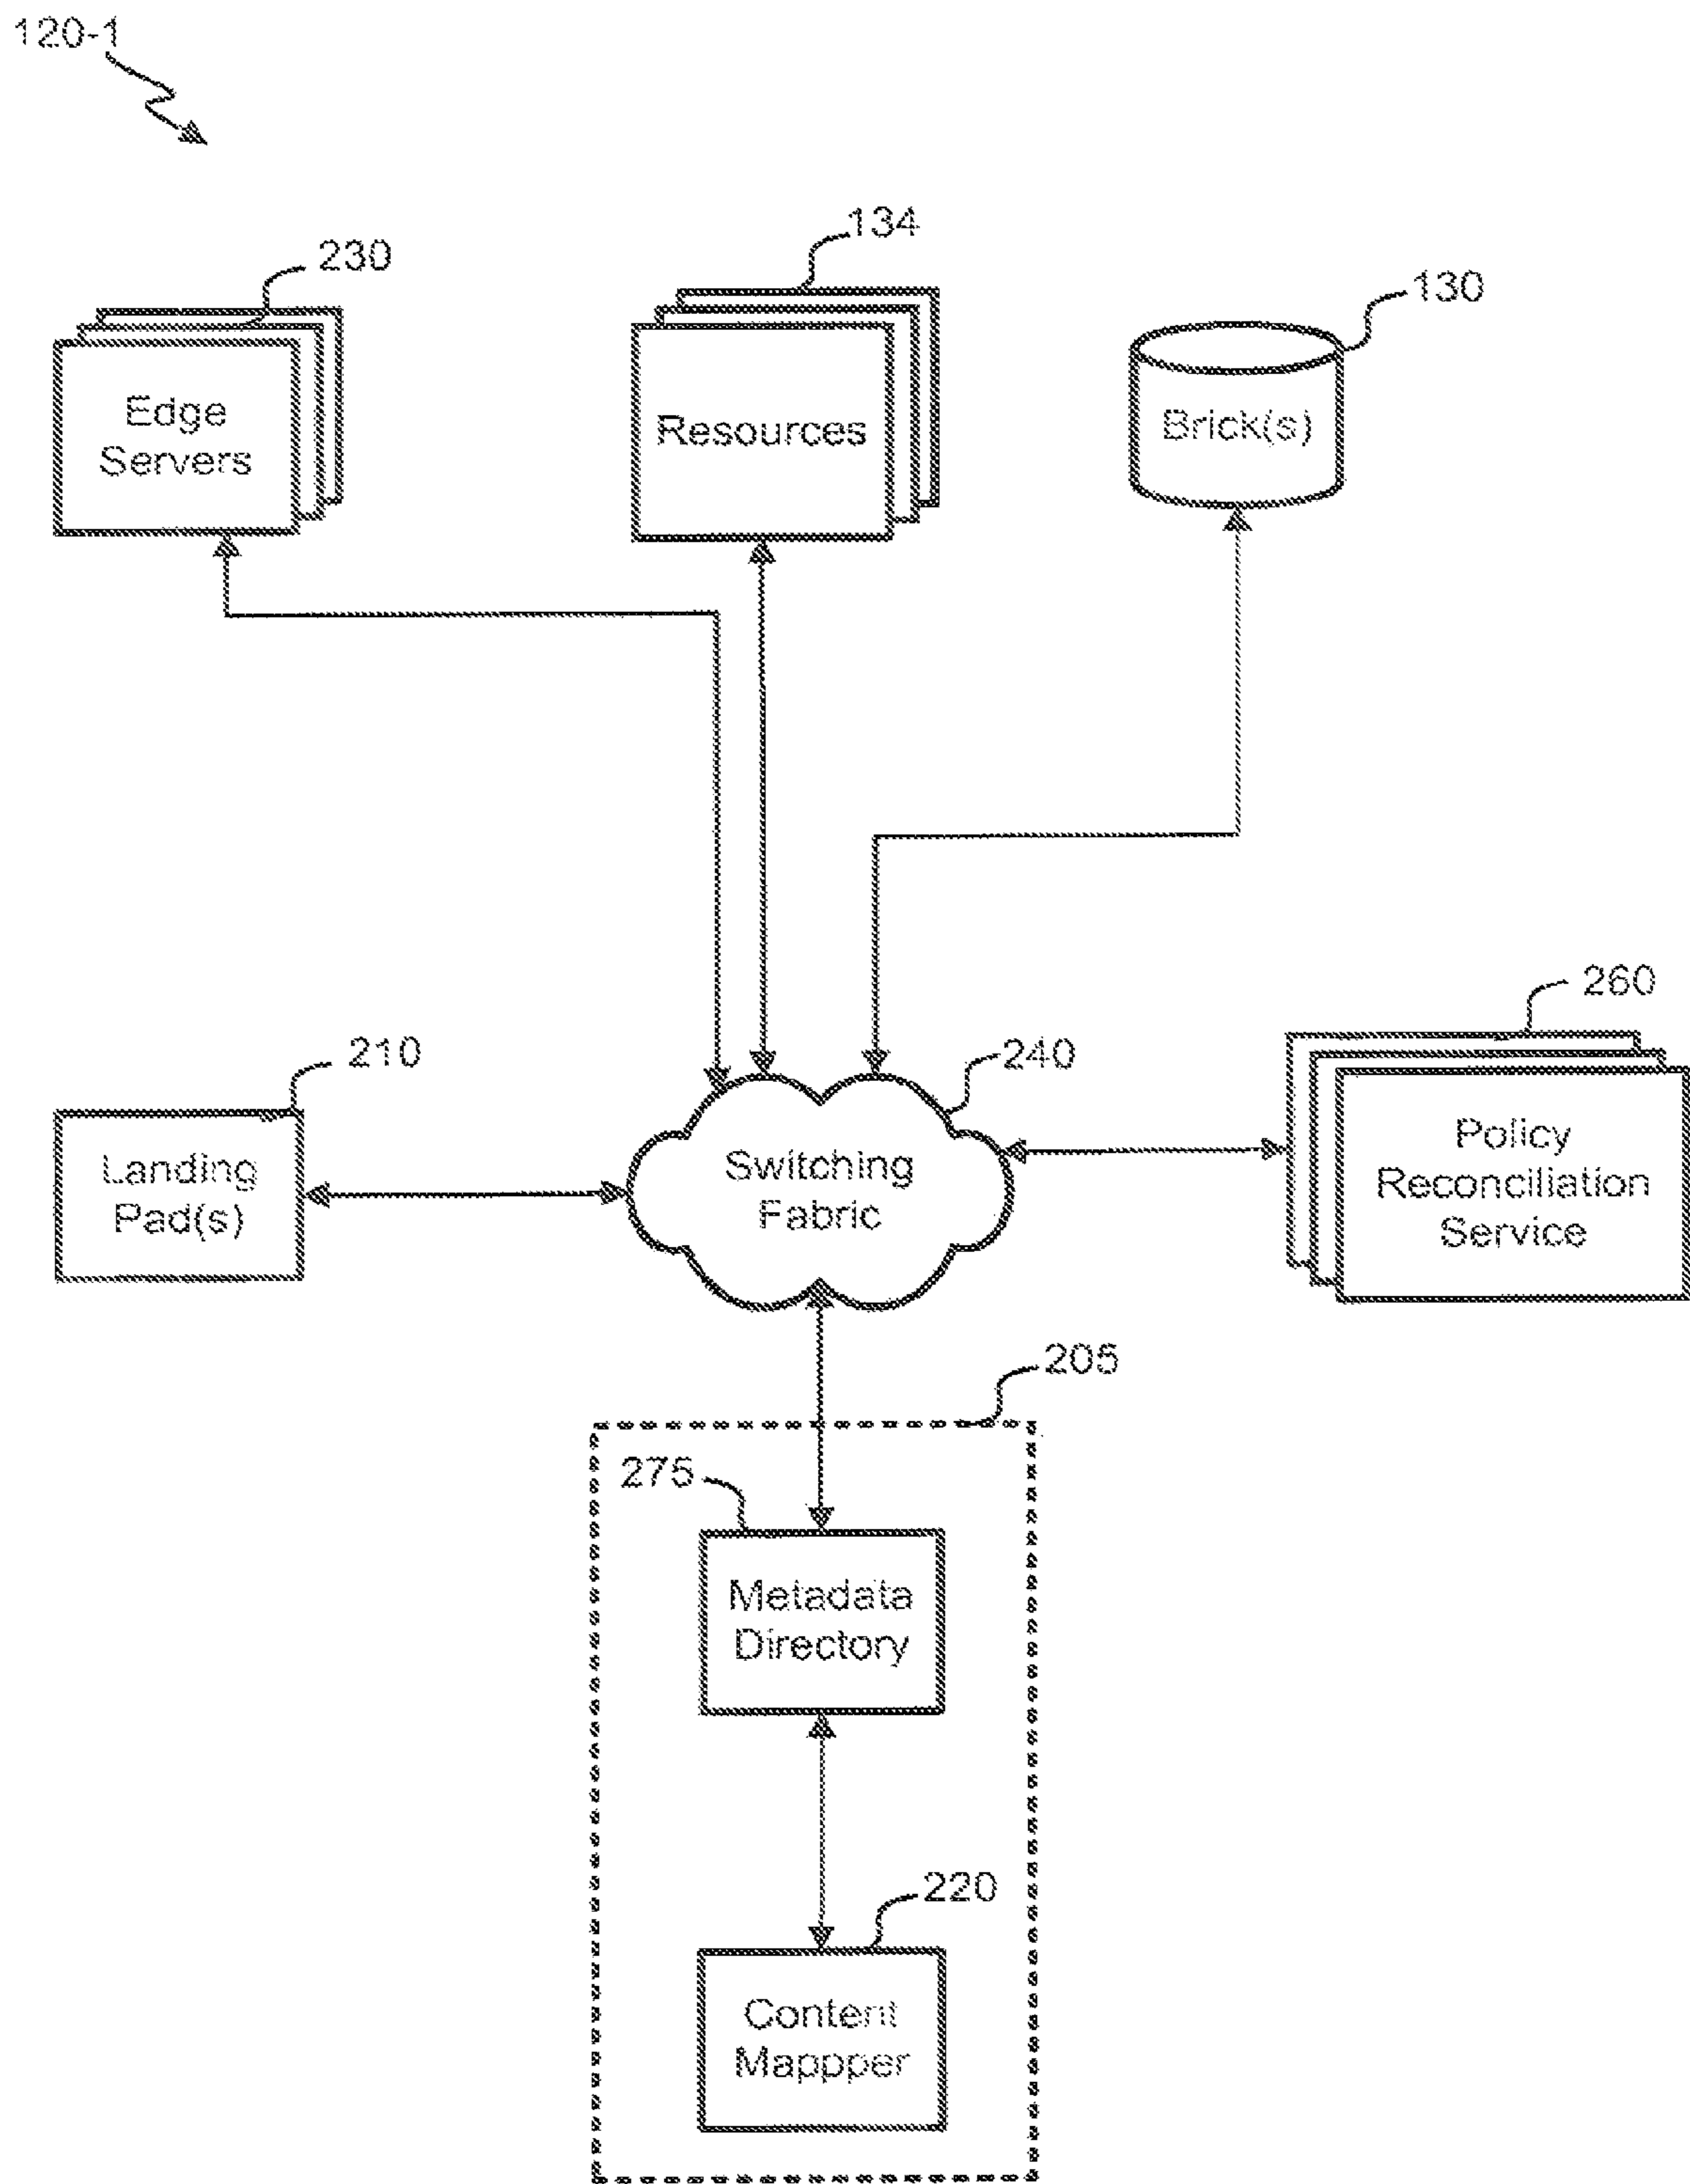 120-1
134
230
130
Edge
Servers
Resources
Brick(s)
260
210
240
Landing
Pad(s)
Switching
Fabric
Policy
Reconciliation
Service
205
275
Metadata
Directory
220
Content
Mappper